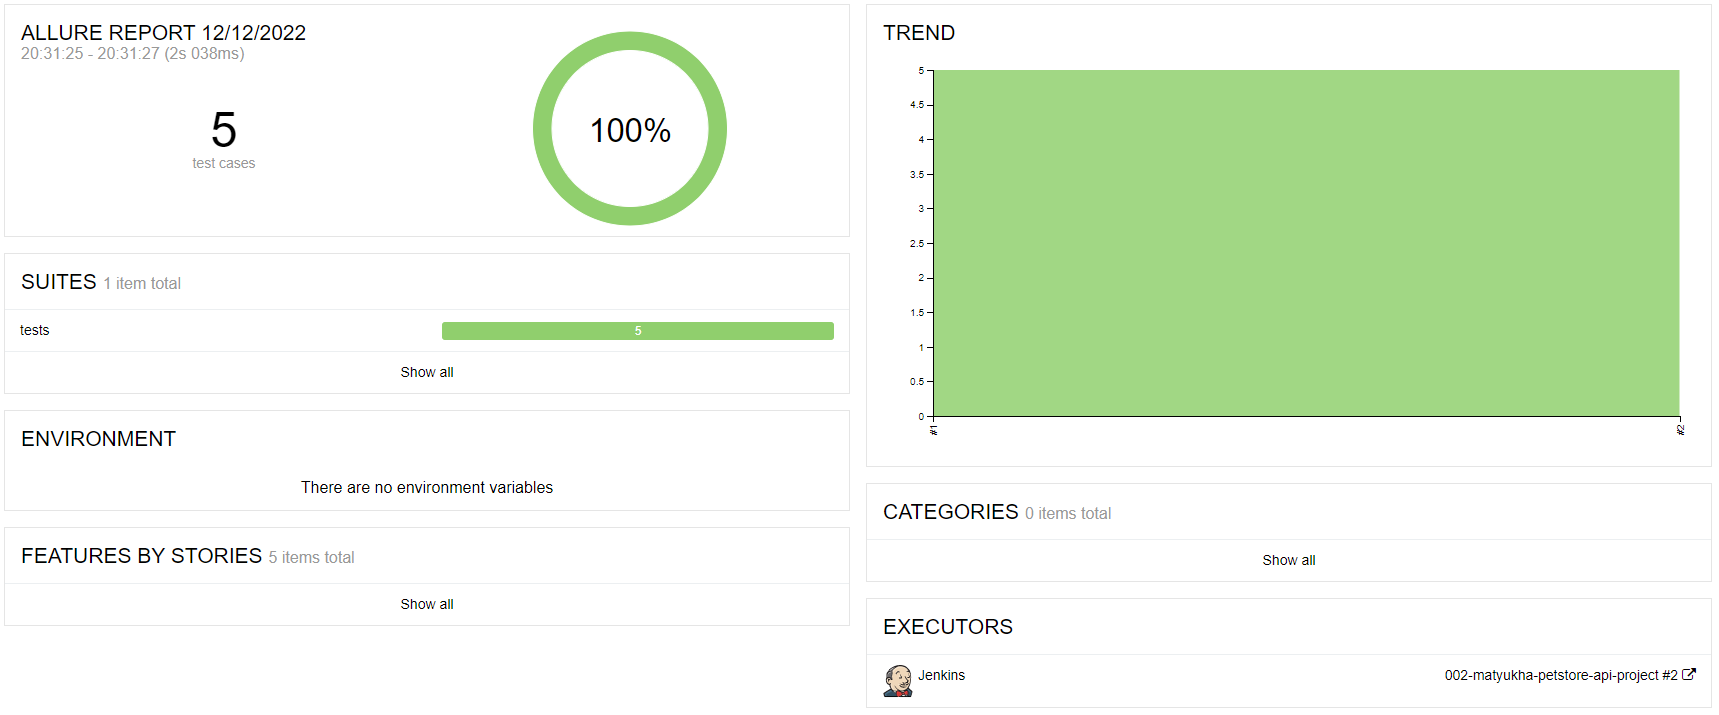 ALLURE REPORT 12/12/2022
20:31:25 - 20:31:27 (2s 038ms)
5
test cases
100%
SUITES 1 item total
tests 5
Show all
ENVIRONMENT
There are no environment variables
FEATURES BY STORIES 5 items total
Show all
TREND
5
4.5
4
3.5
3
2.5
2
1.5
1
0.5
0
#1 #2
CATEGORIES 0 items total
Show all
EXECUTORS
Jenkins 002-matyukha-petstore-api-project #2